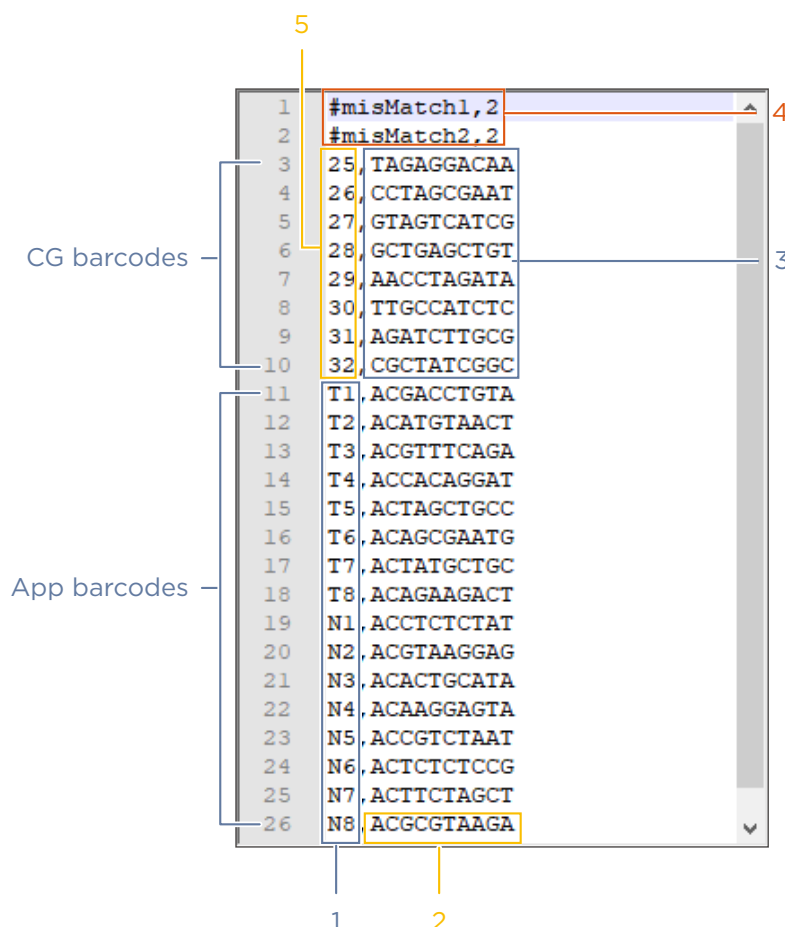 5
1 #misMatch1,2
4
2 #misMatch2,2
3 25,TAGAGGACAA
4 26,CCTAGCGAAT
5 27,GTAGTCATCG
6 28,GCTGAGCTGT
CG barcodes
3
7 29,AACCTAGATA
8 30,TTGCCATCTC
9 31,AGATCTTGCG
10 32,CGCTATCGGC
11 T1,ACGACCTGTA
12 T2,ACATGTAACT
13 T3,ACGTTTCAGA
14 T4,ACCACAGGAT
15 T5,ACTAGCTGCC
16 T6,ACAGCGAATG
17 T7,ACTATGCTGC
App barcodes
18 T8,ACAGAAGACT
19 N1,ACCTCTCTAT
20 N2,ACGTAAGGAG
21 N3,ACACTGCATA
22 N4,ACAAGGAGTA
23 N5,ACCGTCTAAT
24 N6,ACTCTCTCCG
25 N7,ACTTCTAGCT
26 N8,ACGCGTAAGA
1
2